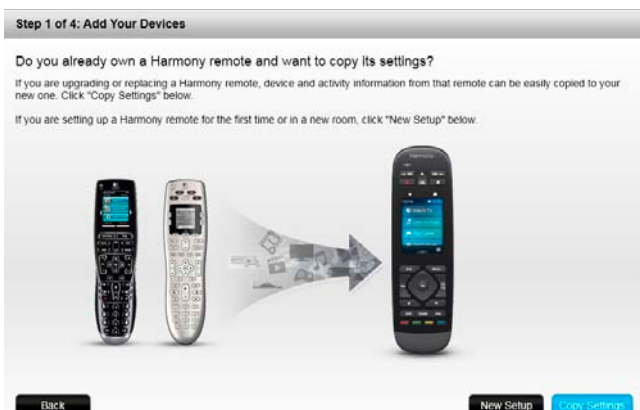 Step 1 of 4: Add Your Devices
Do you already own a Harmony remote and want to copy its settings?
If you are upgrading or replacing a Harmony remote, device and activity information from that remote can be easily copied to your
new one. Click "Copy Settings" below.
If you are setting up a Harmony remote for the first time or in a new room, click "New Setup" below.
Harmony
Watch TV
Back
New Setup
Copy Settings